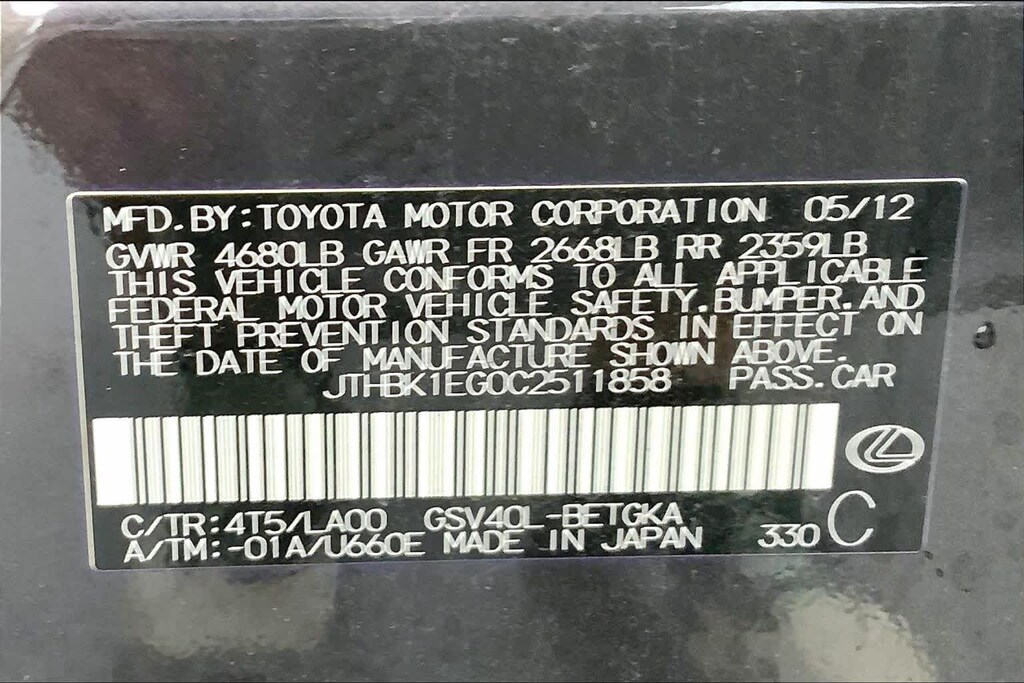 MFD.BY:TOYOTA MOTOR CORPORATION 05/12
GVWR 4680LB GAWR FR 2668LB RR 2359LB
THIS VEHICLE CONFORMS TO ALL APPLICABLE
FEDERAL MOTOR VEHICLE SAFETY.BUMPER.AND
THEFT PREVENTION STANDARDS IN EFFECT ON
THE DATE OF MANUFACTURE SHOWN ABOVE.
JTHBK1EG0C2511858 PASS.CAR
C/TR:4T5/LA00 GSV40L-BETGKA
A/TM:-01A/U660E MADE IN JAPAN 330 C